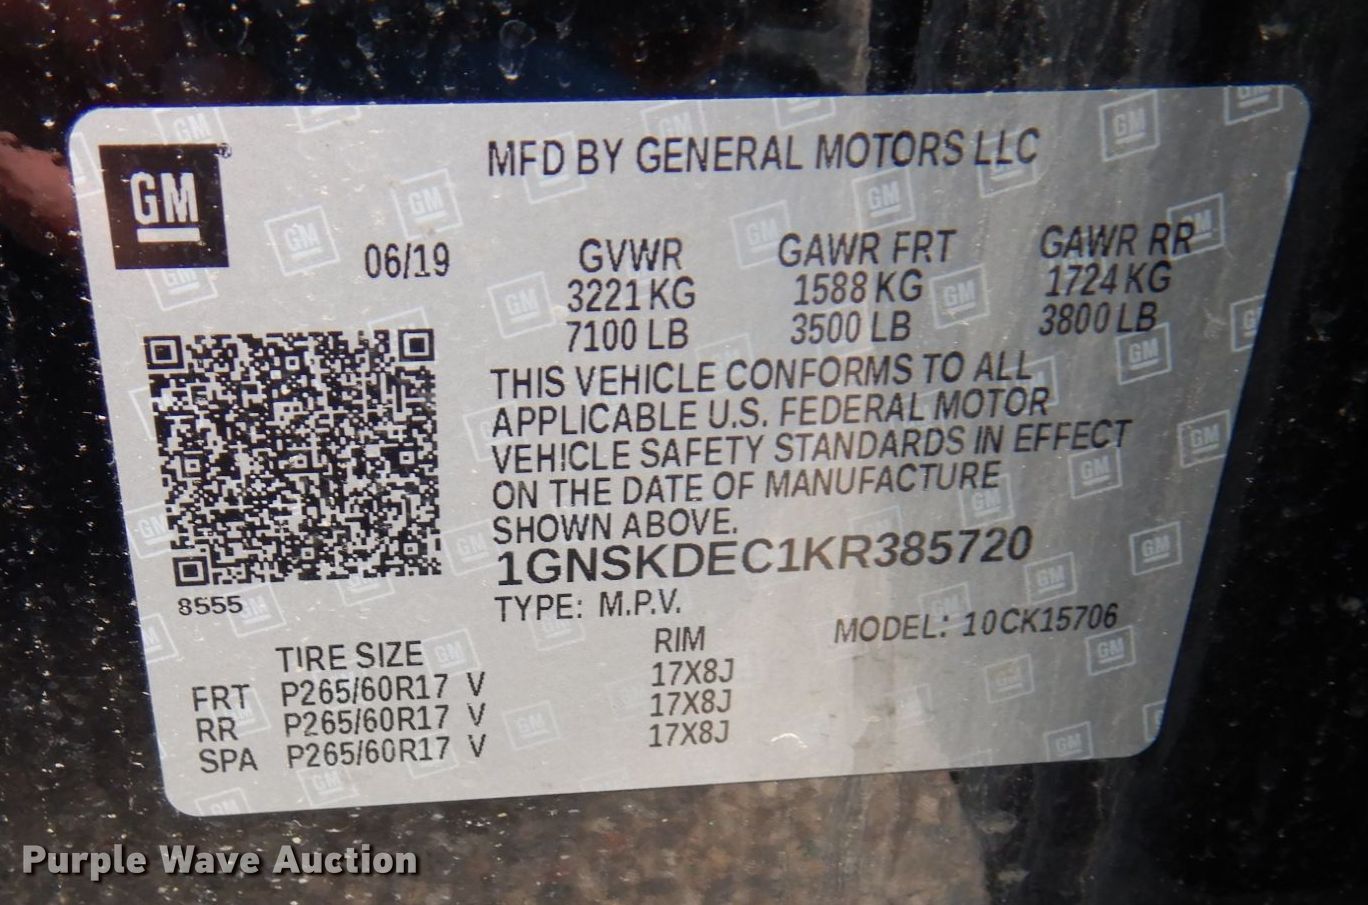 GM
MFD BY GENERAL MOTORS LLC
06/19
GVWR GAWR FRT GAWR RR
3221 KG 1588 KG 1724 KG
7100 LB 3500 LB 3800 LB
THIS VEHICLE CONFORMS TO ALL
APPLICABLE U.S. FEDERAL MOTOR
VEHICLE SAFETY STANDARDS IN EFFECT
ON THE DATE OF MANUFACTURE
SHOWN ABOVE.
1GNSKDEC1KR385720
8555
TYPE: M.P.V.
MODEL: 10CK15706
TIRE SIZE RIM
FRT P265/60R17 V 17X8J
RR P265/60R17 V 17X8J
SPA P265/60R17 V 17X8J
Purple Wave Auction